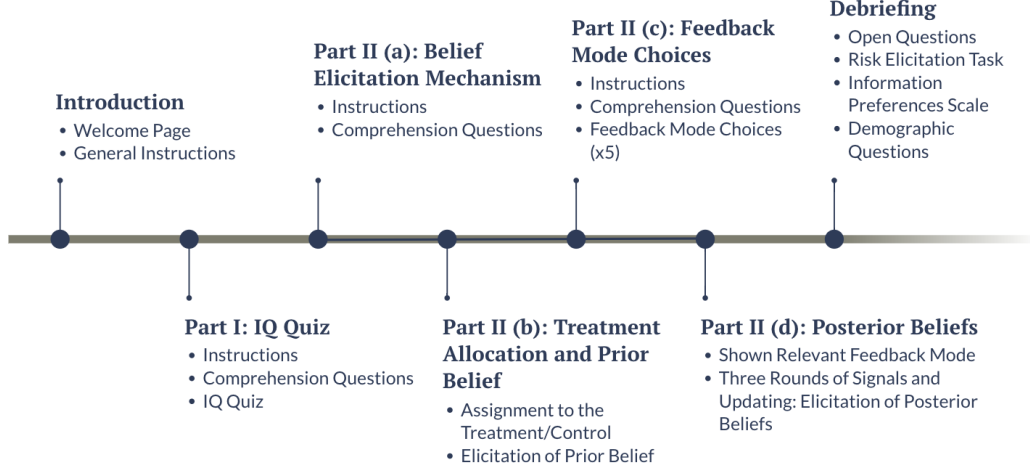 Introduction
• Welcome Page
• General Instructions
Part I: IQ Quiz
• Instructions
• Comprehension Questions
• IQ Quiz
Part II (a): Belief
Elicitation Mechanism
• Instructions
• Comprehension Questions
Part II (b): Treatment
Allocation and Prior
Belief
• Assignment to the
Treatment/Control
• Elicitation of Prior Belief
Part II (c): Feedback
Mode Choices
• Instructions
• Comprehension Questions
• Feedback Mode Choices
(x5)
Part II (d): Posterior Beliefs
• Shown Relevant Feedback Mode
• Three Rounds of Signals and
Updating: Elicitation of Posterior
Beliefs
Debriefing
• Open Questions
• Risk Elicitation Task
• Information
Preferences Scale
• Demographic
Questions